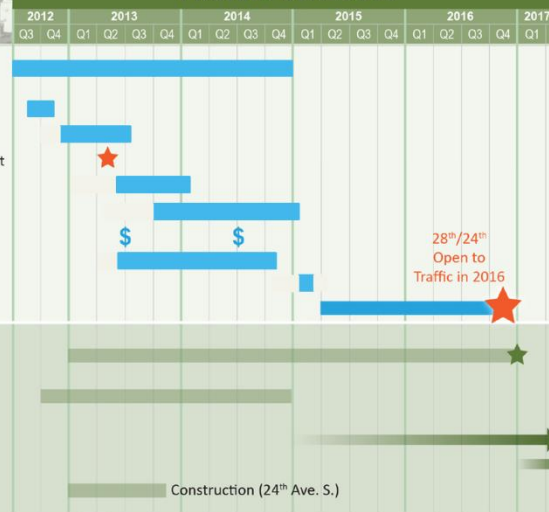 2012 2013 2014 2015 2016 2017
Q3 Q4 Q1 Q2 Q3 Q4 Q1 Q2 Q3 Q4 Q1 Q2 Q3 Q4 Q1 Q2 Q3 Q4 Q1
t
$ $
28th/24th
Open to
Traffic in 2016
Construction (24th Ave. S.)